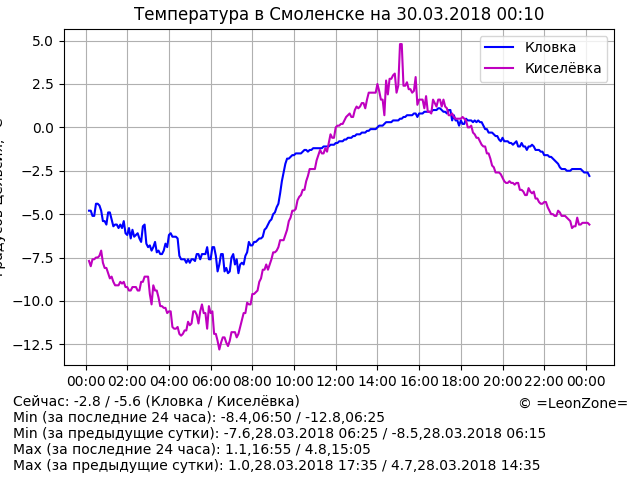 Температура в Смоленске на 30.03.2018 00:10
Кловка
Киселёвка
5.0
2.5
0.0
−2.5
−5.0
−7.5
−10.0
−12.5
00:00 02:00 04:00 06:00 08:00 10:00 12:00 14:00 16:00 18:00 20:00 22:00 00:00
Сейчас: -2.8 / -5.6 (Кловка / Киселёвка)
© =LeonZone=
Min (за последние 24 часа): -8.4,06:50 / -12.8,06:25
Min (за предыдущие сутки): -7.6,28.03.2018 06:25 / -8.5,28.03.2018 06:15
Max (за последние 24 часа): 1.1,16:55 / 4.8,15:05
Max (за предыдущие сутки): 1.0,28.03.2018 17:35 / 4.7,28.03.2018 14:35